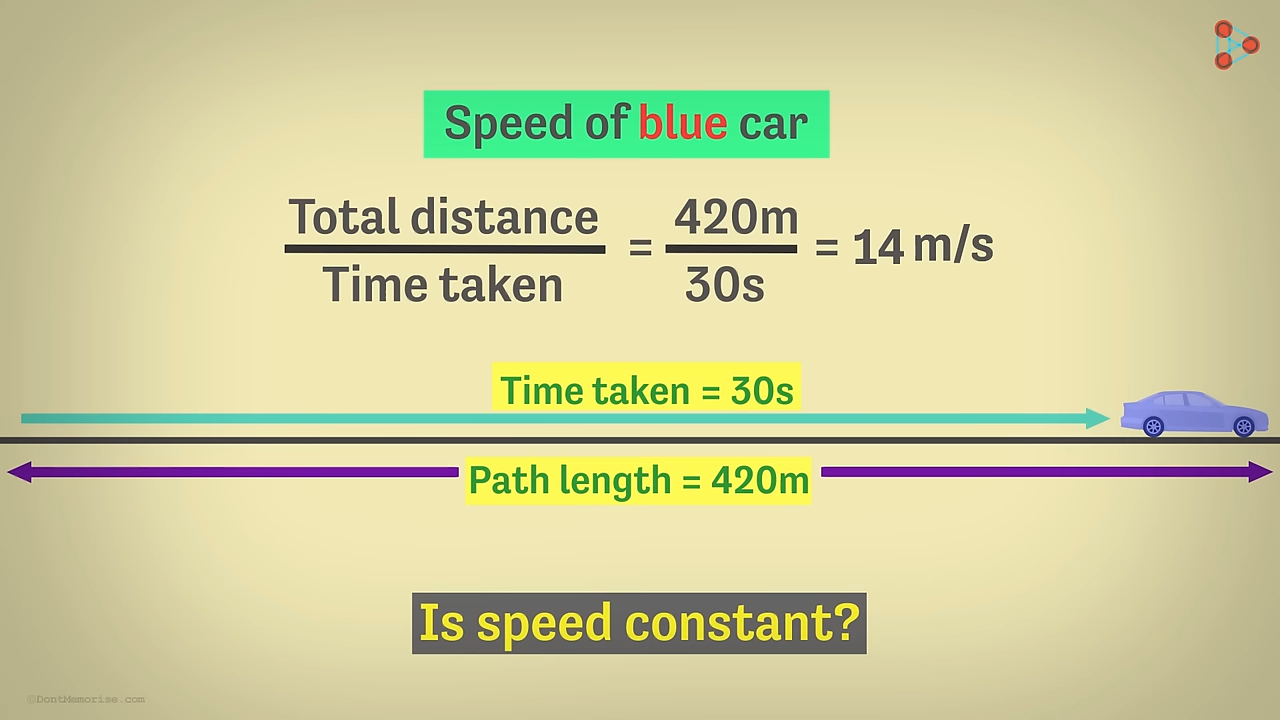 Speed of blue car
Total distance
Time taken
=
420m
30s
= 14 m/s
Time taken = 30s
Path length = 420m
Is speed constant?
©DontMemorise.com